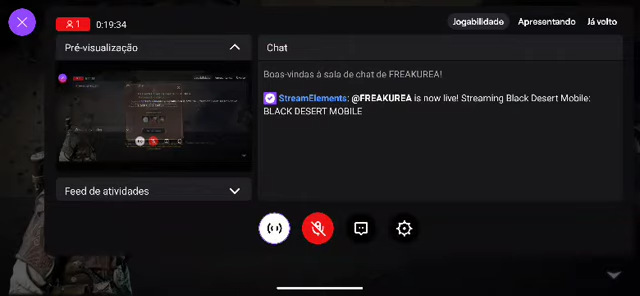 1 0:19:34
Jogabilidade Apresentando Já volto
Pré-visualização
Chat
Boas-vindas à sala de chat de FREAKUREA!
StreamElements: @FREAKUREA is now live! Streaming Black Desert Mobile:
BLACK DESERT MOBILE
Feed de atividades